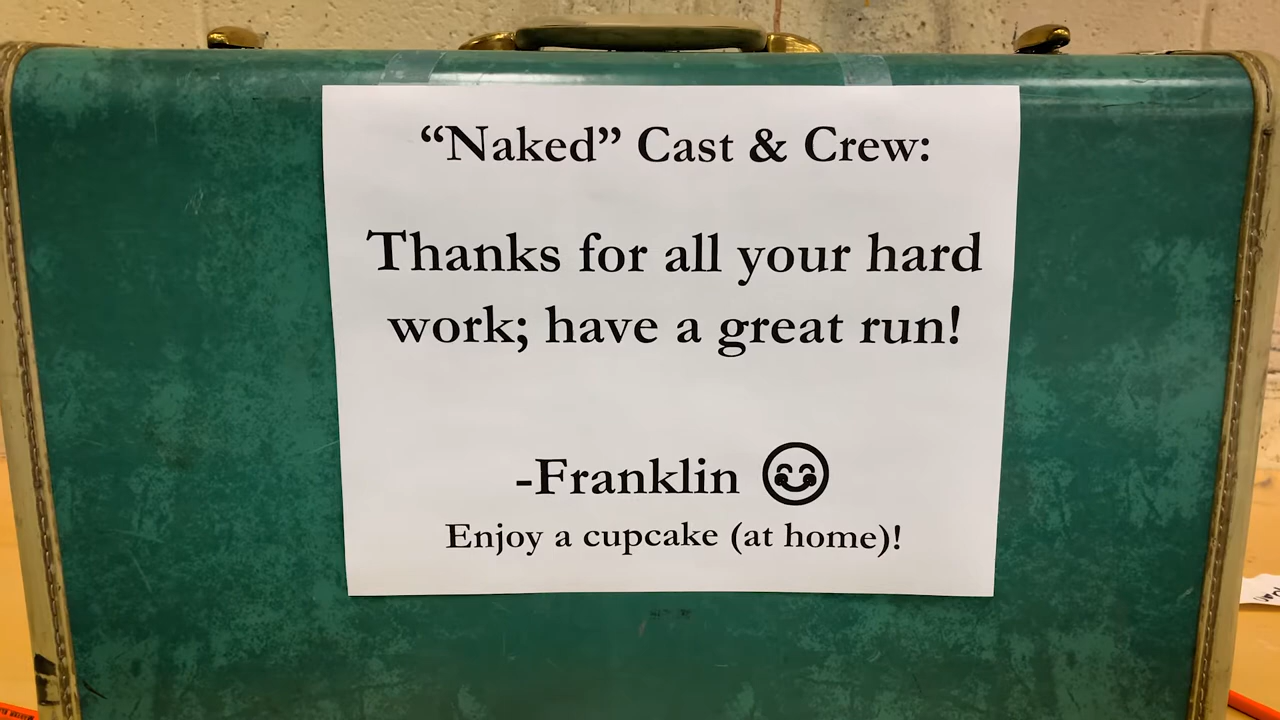 “Naked” Cast & Crew:
Thanks for all your hard
work; have a great run!
-Franklin
Enjoy a cupcake (at home)!